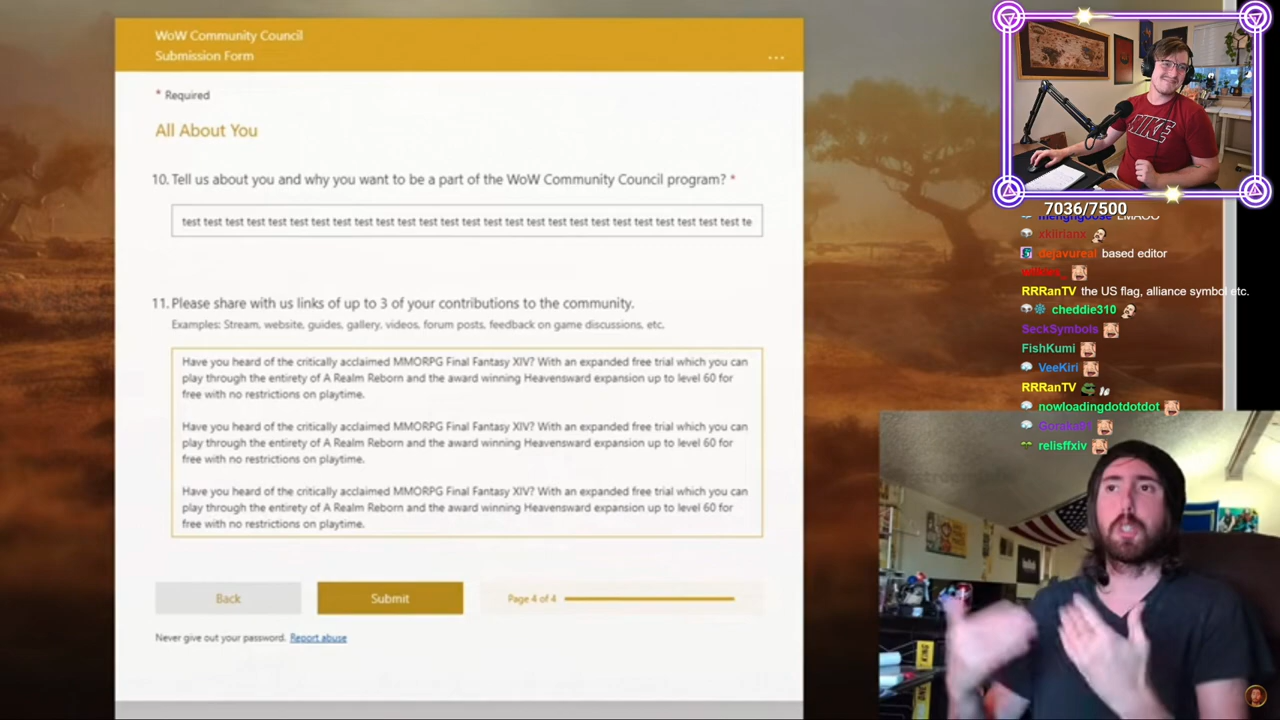 WoW Community Council
Submission Form
...
* Required
All About You
10. Tell us about you and why you want to be a part of the WoW Community Council program? *
test test test test test test test test test test test test test test test test test test test test test test test test test test te
11. Please share with us links of up to 3 of your contributions to the community.
Examples: Stream, website, guides, gallery, videos, forum posts, feedback on game discussions, etc.
Have you heard of the critically acclaimed MMORPG Final Fantasy XIV? With an expanded free trial which you can
play through the entirety of A Realm Reborn and the award winning Heavensward expansion up to level 60 for
free with no restrictions on playtime.
Have you heard of the critically acclaimed MMORPG Final Fantasy XIV? With an expanded free trial which you can
play through the entirety of A Realm Reborn and the award winning Heavensward expansion up to level 60 for
free with no restrictions on playtime.
Have you heard of the critically acclaimed MMORPG Final Fantasy XIV? With an expanded free trial which you can
play through the entirety of A Realm Reborn and the award winning Heavensward expansion up to level 60 for
free with no restrictions on playtime.
Back
Submit
Page 4 of 4
Never give out your password. Report abuse
NIKE
7036/7500
LMAOO
xklirianx
dejavureal based editor
RRRanTV the US flag, alliance symbol etc.
cheddie310
SeckSymbols
FishKumi
VeeKiri
RRRanTV
nowloadingdotdotdot
relisffxiv